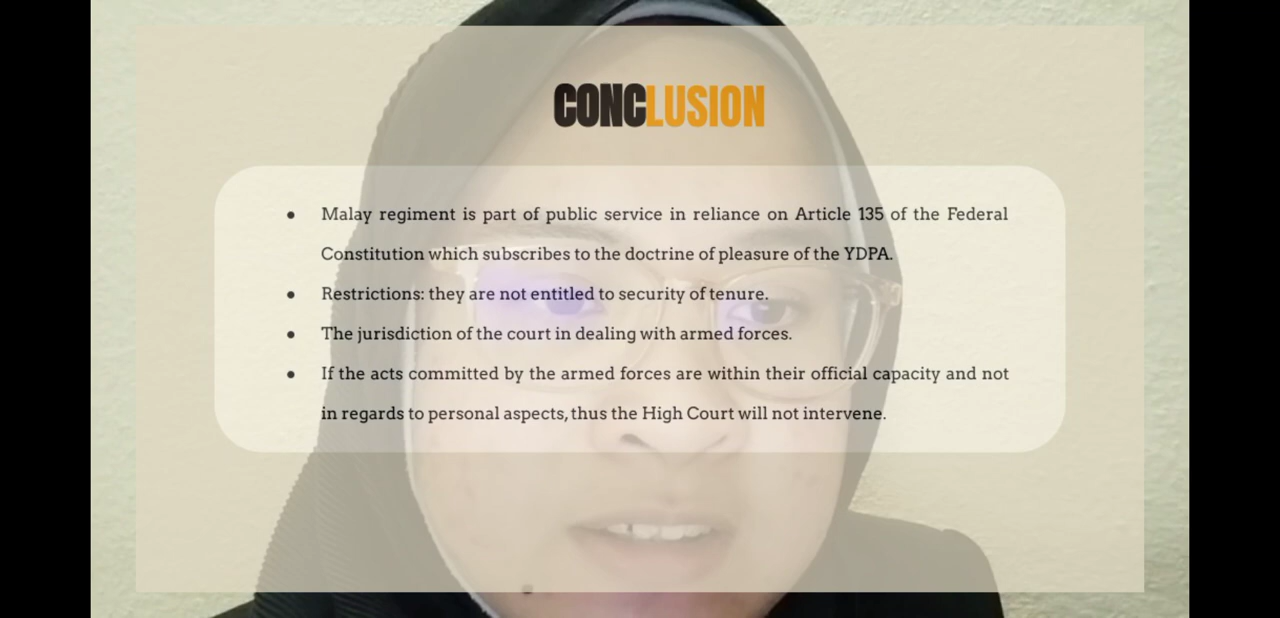 CONCLUSION
● Malay regiment is part of public service in reliance on Article 135 of the Federal
Constitution which subscribes to the doctrine of pleasure of the YDPA.
● Restrictions: they are not entitled to security of tenure.
● The jurisdiction of the court in dealing with armed forces.
● If the acts committed by the armed forces are within their official capacity and not
in regards to personal aspects, thus the High Court will not intervene.